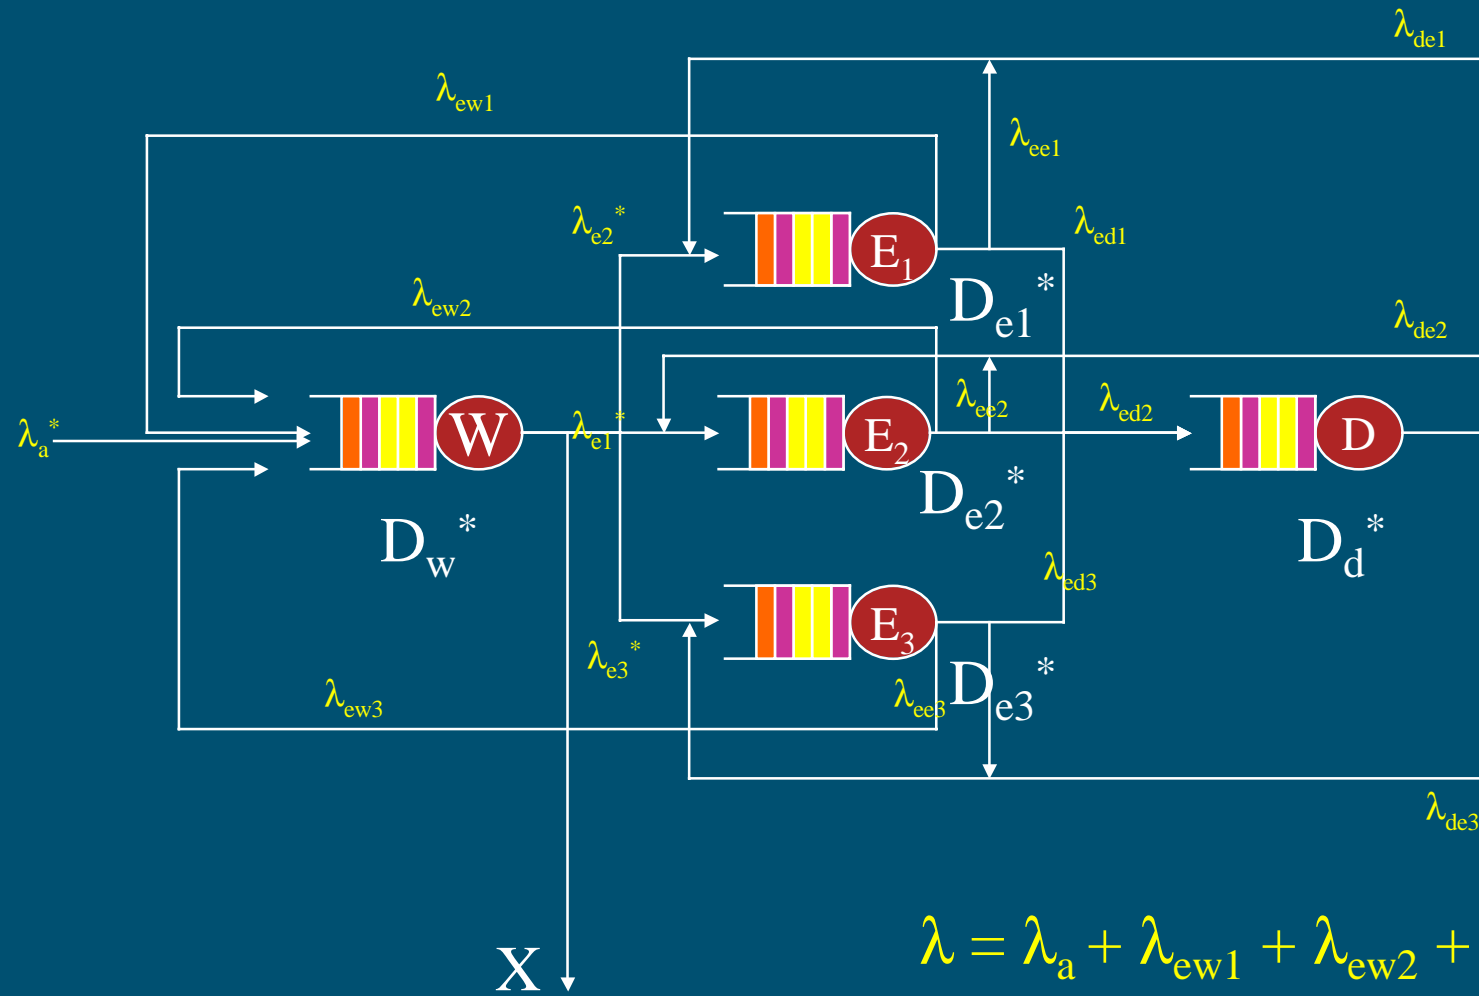 λde1
λew1
λee1
λe2*
λed1
E1
De1*
λew2
λde2
λa*
W
λe1*
E2
λee2
λed2
D
Dw*
De2*
Dd*
λed3
E3
λe3*
De3*
λew3
λee3
λde3
λ = λa + λew1 + λew2 +
X